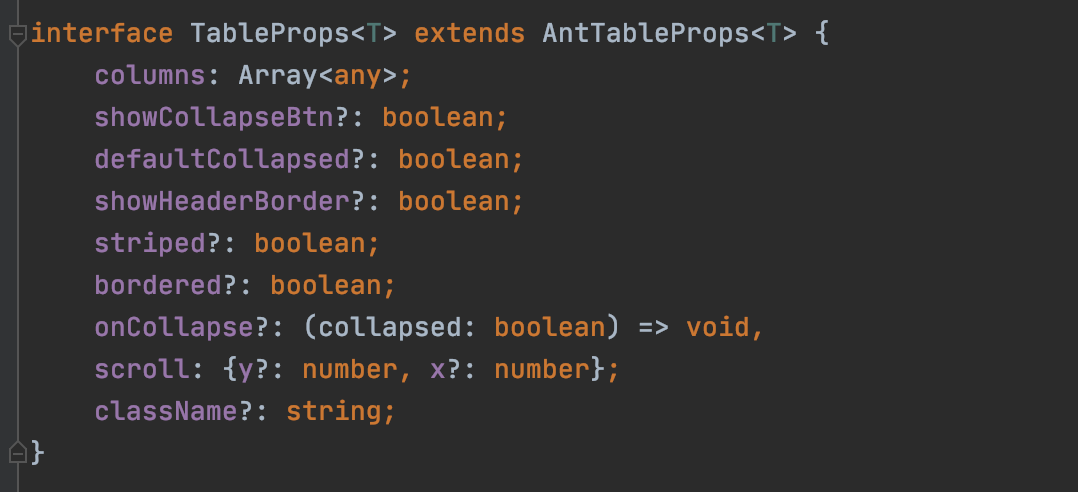 interface TableProps<T> extends AntTableProps<T> {
    columns: Array<any>;
    showCollapseBtn?: boolean;
    defaultCollapsed?: boolean;
    showHeaderBorder?: boolean;
    striped?: boolean;
    bordered?: boolean;
    onCollapse?: (collapsed: boolean) => void,
    scroll: {y?: number, x?: number};
    className?: string;
}